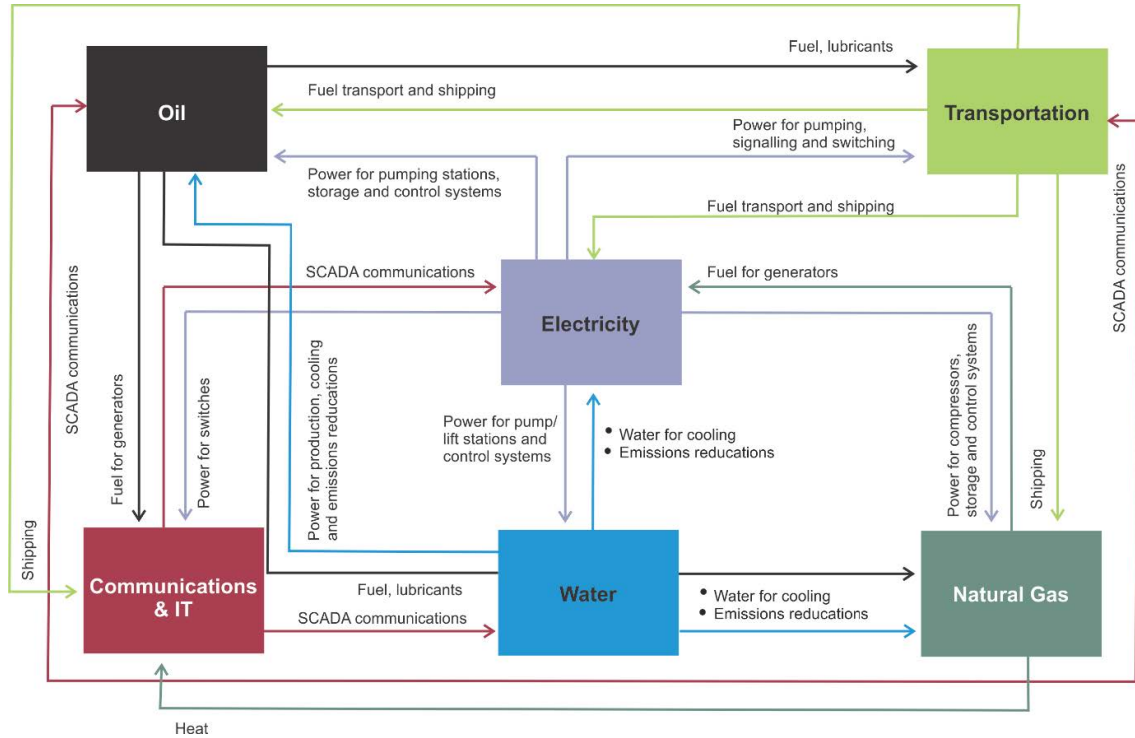 Fuel, lubricants
Oil
Transportation
Fuel transport and shipping
Power for pumping,
signalling and switching
Power for pumping stations,
storage and control systems
Fuel transport and shipping
SCADA communications
SCADA communications
Fuel for generators
Electricity
SCADA communications
Fuel for generators
Power for switches
Power for production, cooling
and emissions reducations
Power for pump/
lift stations and
control systems
• Water for cooling
• Emissions reducations
Power for compressors,
storage and control systems
Shipping
Shipping
Communications
& IT
Fuel, lubricants
SCADA communications
Water
• Water for cooling
• Emissions reducations
Natural Gas
Heat